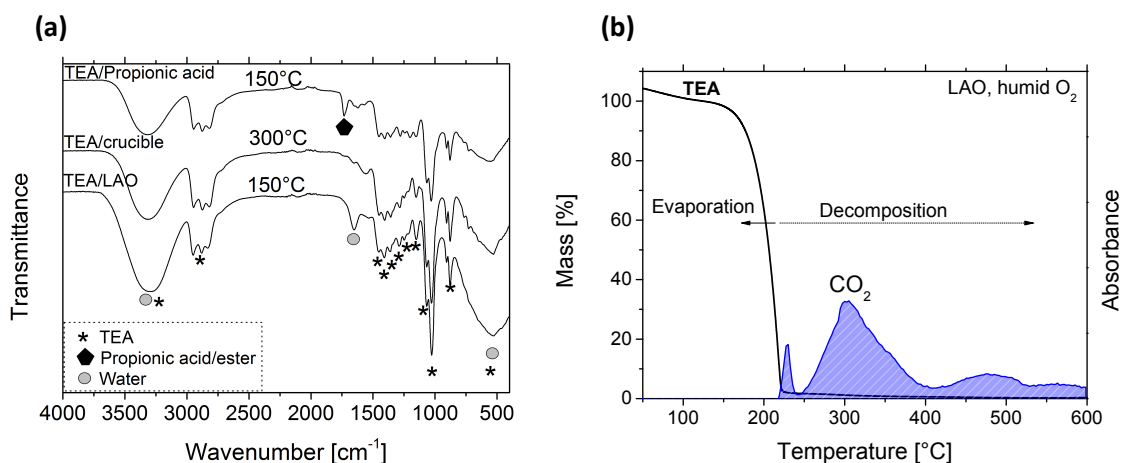 (a)
TEA/Propionic acid
150°C
TEA/crucible
300°C
TEA/LAO
150°C
Transmittance
* TEA
Propionic acid/ester
Water
4000 3500 3000 2500 2000 1500 1000 500
Wavenumber [cm-1]
(b)
TEA
LAO, humid O2
Evaporation
Decomposition
CO2
Mass [%]
100
80
60
40
20
0
Absorbance
100 200 300 400 500 600
Temperature [°C]